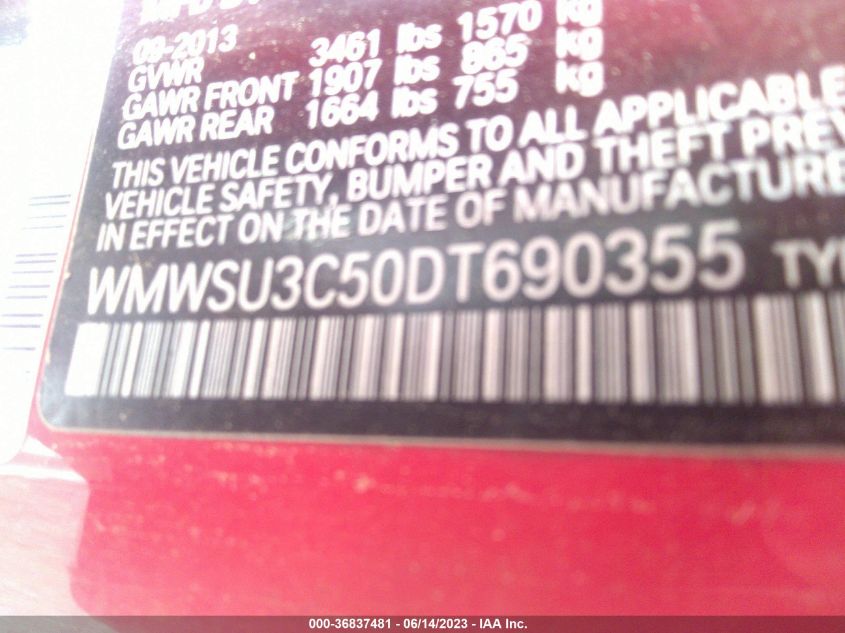 09-2013
GVWR 3461 lbs 1570 kg
GAWR FRONT 1907 lbs 865 kg
GAWR REAR 1664 lbs 755 kg
THIS VEHICLE CONFORMS TO ALL APPLICABLE
VEHICLE SAFETY, BUMPER AND THEFT PREV
IN EFFECT ON THE DATE OF MANUFACTURE
WMWSU3C50DT690355 TYP
000-36837481 - 06/14/2023 - IAA Inc.